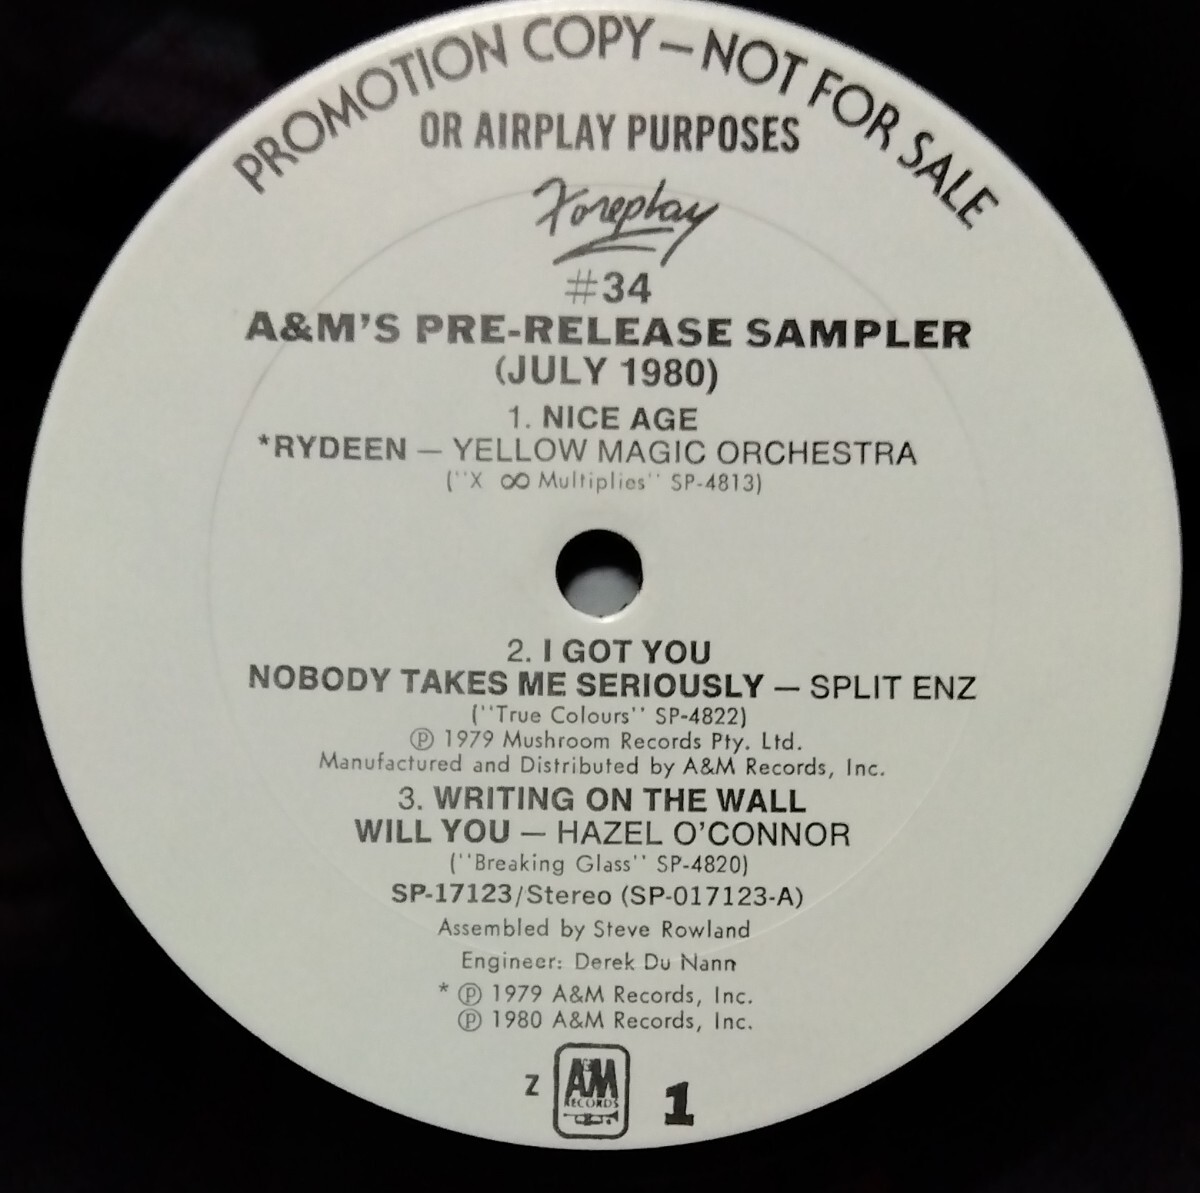 PROMOTION COPY—NOT FOR SALE
OR AIRPLAY PURPOSES
Foreplay
#34
A&M'S PRE-RELEASE SAMPLER
(JULY 1980)
1. NICE AGE
*RYDEEN — YELLOW MAGIC ORCHESTRA
("X ∞ Multiplies" SP-4813)
2. I GOT YOU
NOBODY TAKES ME SERIOUSLY — SPLIT ENZ
("True Colours" SP-4822)
Ⓟ 1979 Mushroom Records Pty. Ltd.
Manufactured and Distributed by A&M Records, Inc.
3. WRITING ON THE WALL
WILL YOU — HAZEL O'CONNOR
("Breaking Glass" SP-4820)
SP-17123/Stereo (SP-017123-A)
Assembled by Steve Rowland
Engineer: Derek Du Nann
* Ⓟ 1979 A&M Records, Inc.
Ⓟ 1980 A&M Records, Inc.
Z A&M RECORDS 1